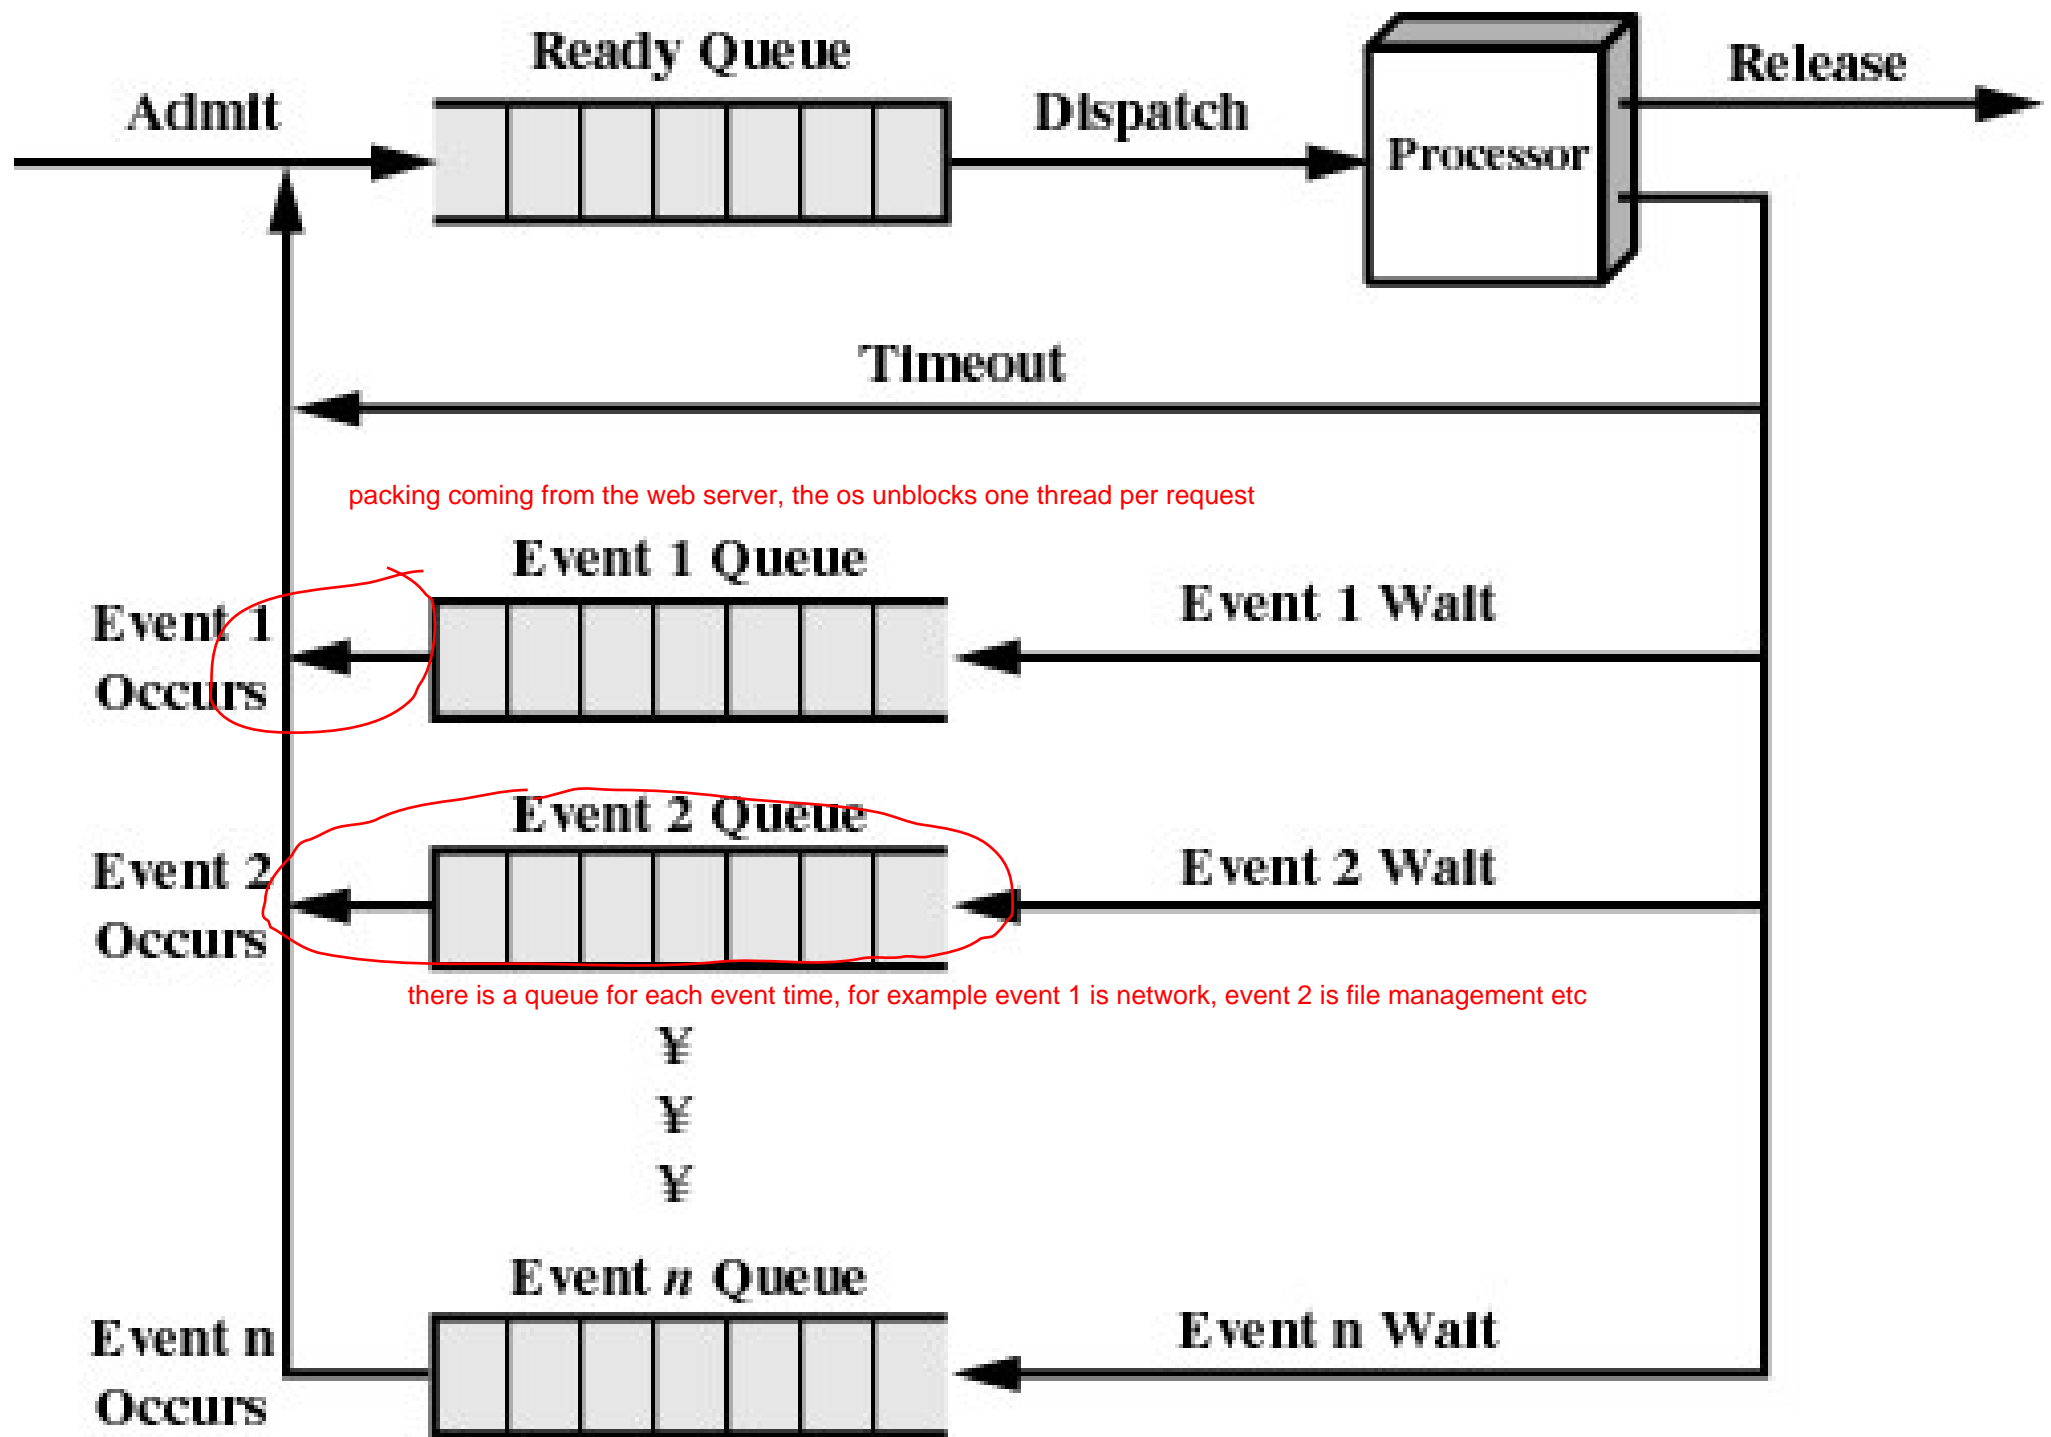 Ready Queue
Admit
Dispatch
Processor
Release
Timeout
packing coming from the web server, the os unblocks one thread per request
Event 1 Queue
Event 1
Occurs
Event 1 Wait
Event 2 Queue
Event 2
Occurs
Event 2 Wait
there is a queue for each event time, for example event 1 is network, event 2 is file management etc
¥
¥
¥
Event n Queue
Event n
Occurs
Event n Wait